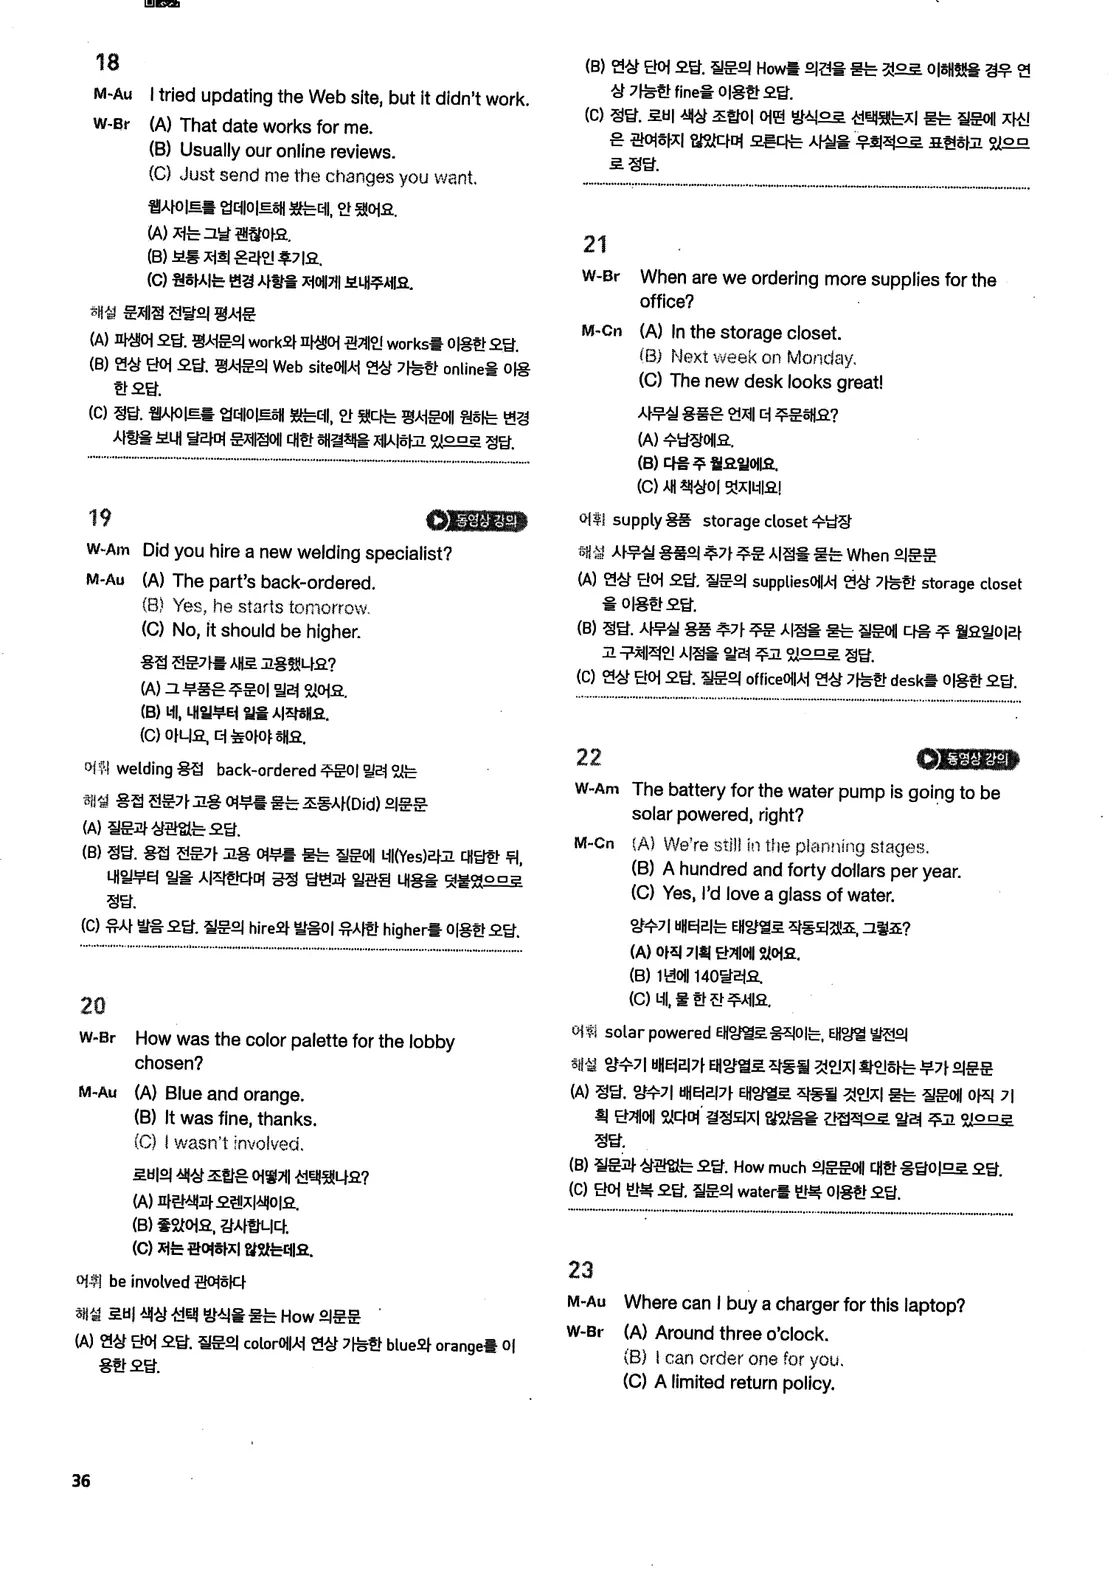 18
M-Au I tried updating the Web site, but it didn't work.
W-Br (A) That date works for me.
(B) Usually our online reviews.
(C) Just send me the changes you want.
웹사이트를 업데이트해 봤는데, 안 됐어요.
(A) 저는 그날 괜찮아요.
(B) 보통 저희 온라인 후기요.
(C) 원하시는 변경 사항을 저에게 보내주세요.
해설 문제점 전달의 평서문
(A) 파생어 오답. 평서문의 work와 파생어 관계인 works를 이용한 오답.
(B) 연상 단어 오답. 평서문의 Web site에서 연상 가능한 online을 이용
한 오답.
(C) 정답. 웹사이트를 업데이트해 봤는데, 안 됐다는 평서문에 원하는 변경
사항을 보내 달라며 문제점에 대한 해결책을 제시하고 있으므로 정답.
19 동영상 강의
W-Am Did you hire a new welding specialist?
M-Au (A) The part's back-ordered.
(B) Yes, he starts tomorrow.
(C) No, it should be higher.
용접 전문가를 새로 고용했나요?
(A) 그 부품은 주문이 밀려 있어요.
(B) 네, 내일부터 일을 시작해요.
(C) 아니요, 더 높아야 해요.
어휘 welding 용접 back-ordered 주문이 밀려 있는
해설 용접 전문가 고용 여부를 묻는 조동사(Did) 의문문
(A) 질문과 상관없는 오답.
(B) 정답. 용접 전문가 고용 여부를 묻는 질문에 네(Yes)라고 대답한 뒤,
내일부터 일을 시작한다며 긍정 답변과 일관된 내용을 덧붙였으므로
정답.
(C) 유사 발음 오답. 질문의 hire와 발음이 유사한 higher를 이용한 오답.
20
W-Br How was the color palette for the lobby
chosen?
M-Au (A) Blue and orange.
(B) It was fine, thanks.
(C) I wasn't involved.
로비의 색상 조합은 어떻게 선택됐나요?
(A) 파란색과 오렌지색이요.
(B) 좋았어요, 감사합니다.
(C) 저는 관여하지 않았는데요.
어휘 be involved 관여하다
해설 로비 색상 선택 방식을 묻는 How 의문문
(A) 연상 단어 오답. 질문의 color에서 연상 가능한 blue와 orange를 이
용한 오답.
36
(B) 연상 단어 오답. 질문의 How를 의견을 묻는 것으로 이해했을 경우 연
상 가능한 fine을 이용한 오답.
(C) 정답. 로비 색상 조합이 어떤 방식으로 선택됐는지 묻는 질문에 자신
은 관여하지 않았다며 모른다는 사실을 우회적으로 표현하고 있으므
로 정답.
21
W-Br When are we ordering more supplies for the
office?
M-Cn (A) In the storage closet.
(B) Next week on Monday.
(C) The new desk looks great!
사무실 용품은 언제 더 주문해요?
(A) 수납장에요.
(B) 다음 주 월요일에요.
(C) 새 책상이 멋지네요!
어휘 supply 용품 storage closet 수납장
해설 사무실 용품의 추가 주문 시점을 묻는 When 의문문
(A) 연상 단어 오답. 질문의 supplies에서 연상 가능한 storage closet
을 이용한 오답.
(B) 정답. 사무실 용품 추가 주문 시점을 묻는 질문에 다음 주 월요일이라
고 구체적인 시점을 알려 주고 있으므로 정답.
(C) 연상 단어 오답. 질문의 office에서 연상 가능한 desk를 이용한 오답.
22 동영상 강의
W-Am The battery for the water pump is going to be
solar powered, right?
M-Cn (A) We're still in the planning stages.
(B) A hundred and forty dollars per year.
(C) Yes, I'd love a glass of water.
양수기 배터리는 태양열로 작동되겠죠, 그렇죠?
(A) 아직 기획 단계에 있어요.
(B) 1년에 140달러요.
(C) 네, 물 한 잔 주세요.
어휘 solar powered 태양열로 움직이는, 태양열 발전의
해설 양수기 배터리가 태양열로 작동될 것인지 확인하는 부가 의문문
(A) 정답. 양수기 배터리가 태양열로 작동될 것인지 묻는 질문에 아직 기
획 단계에 있다며 결정되지 않았음을 간접적으로 알려 주고 있으므로
정답.
(B) 질문과 상관없는 오답. How much 의문문에 대한 응답이므로 오답.
(C) 단어 반복 오답. 질문의 water를 반복 이용한 오답.
23
M-Au Where can I buy a charger for this laptop?
W-Br (A) Around three o'clock.
(B) I can order one for you.
(C) A limited return policy.